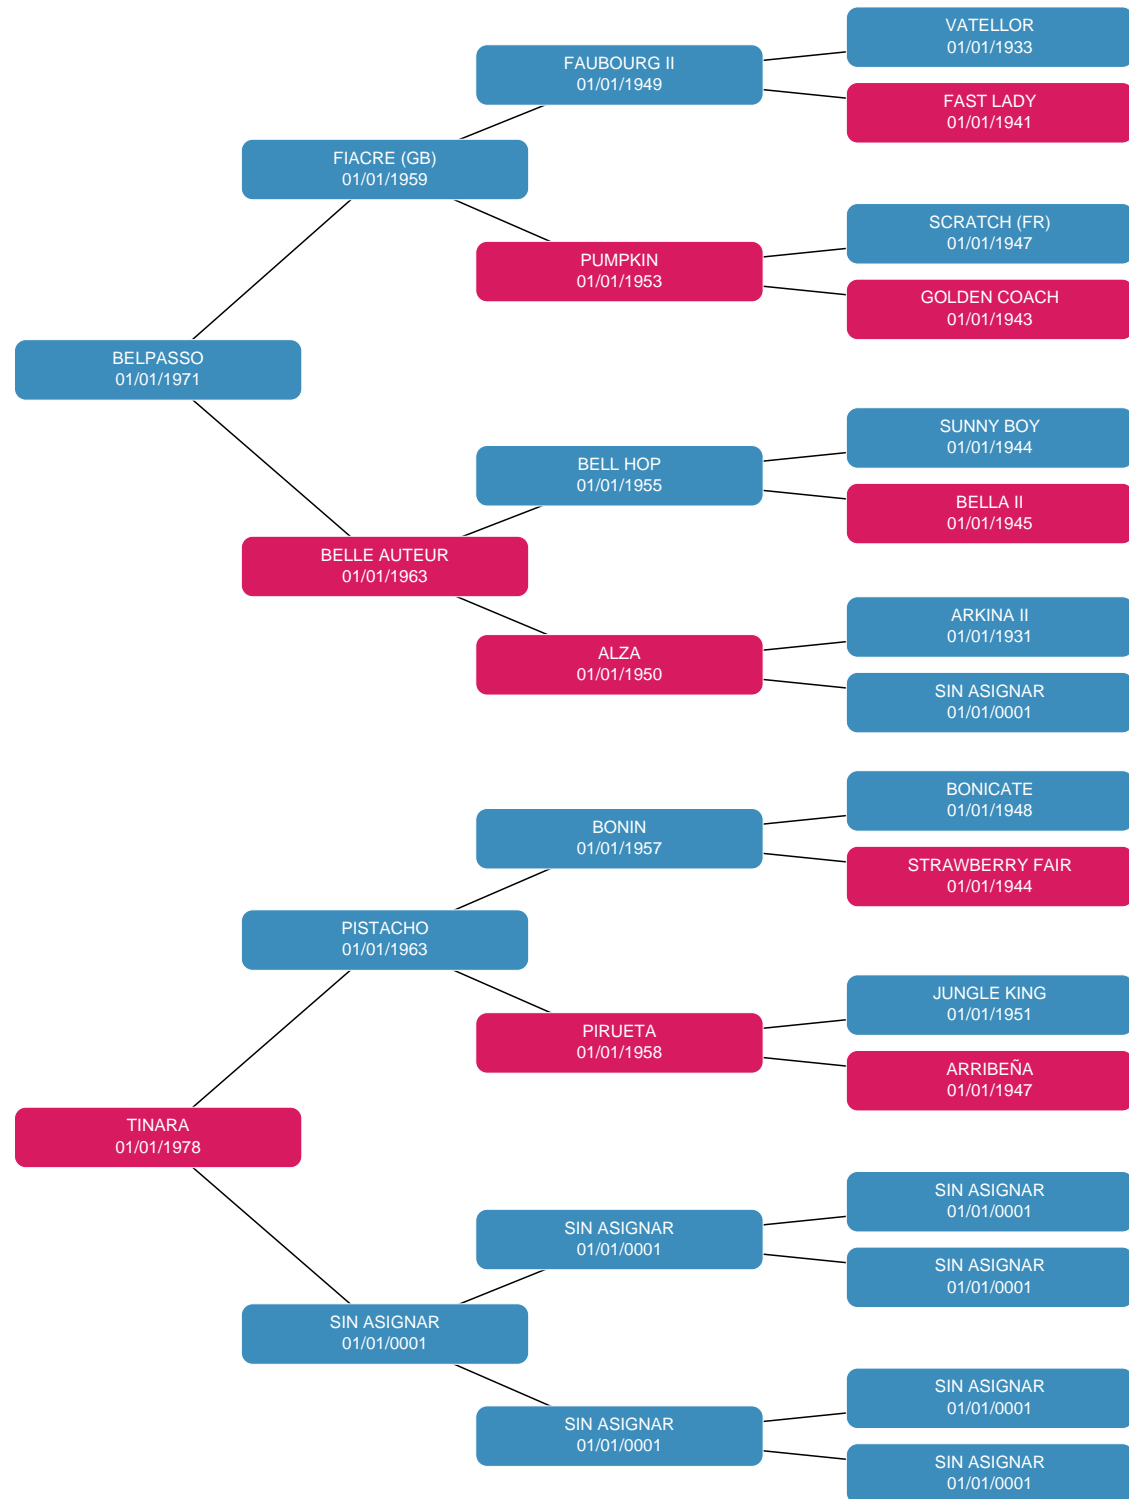 VATELLOR
01/01/1933
FAUBOURG II
01/01/1949
FAST LADY
01/01/1941
FIACRE (GB)
01/01/1959
SCRATCH (FR)
01/01/1947
PUMPKIN
01/01/1953
GOLDEN COACH
01/01/1943
BELPASSO
01/01/1971
SUNNY BOY
01/01/1944
BELL HOP
01/01/1955
BELLA II
01/01/1945
BELLE AUTEUR
01/01/1963
ARKINA II
01/01/1931
ALZA
01/01/1950
SIN ASIGNAR
01/01/0001
BONICATE
01/01/1948
BONIN
01/01/1957
STRAWBERRY FAIR
01/01/1944
PISTACHO
01/01/1963
JUNGLE KING
01/01/1951
PIRUETA
01/01/1958
ARRIBEÑA
01/01/1947
TINARA
01/01/1978
SIN ASIGNAR
01/01/0001
SIN ASIGNAR
01/01/0001
SIN ASIGNAR
01/01/0001
SIN ASIGNAR
01/01/0001
SIN ASIGNAR
01/01/0001
SIN ASIGNAR
01/01/0001
SIN ASIGNAR
01/01/0001